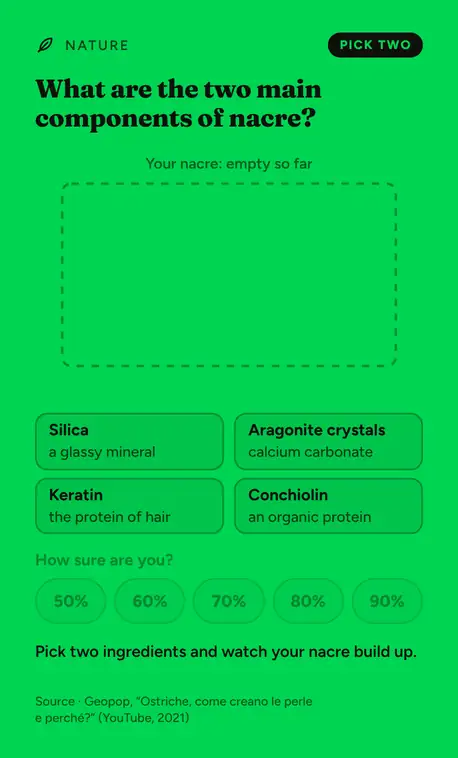 NATURE
PICK TWO
What are the two main
components of nacre?
Your nacre: empty so far
Silica
a glassy mineral
Aragonite crystals
calcium carbonate
Keratin
the protein of hair
Conchiolin
an organic protein
How sure are you?
50%
60%
70%
80%
90%
Pick two ingredients and watch your nacre build up.
Source · Geopop, “Ostriche, come creano le perle
e perché?” (YouTube, 2021)